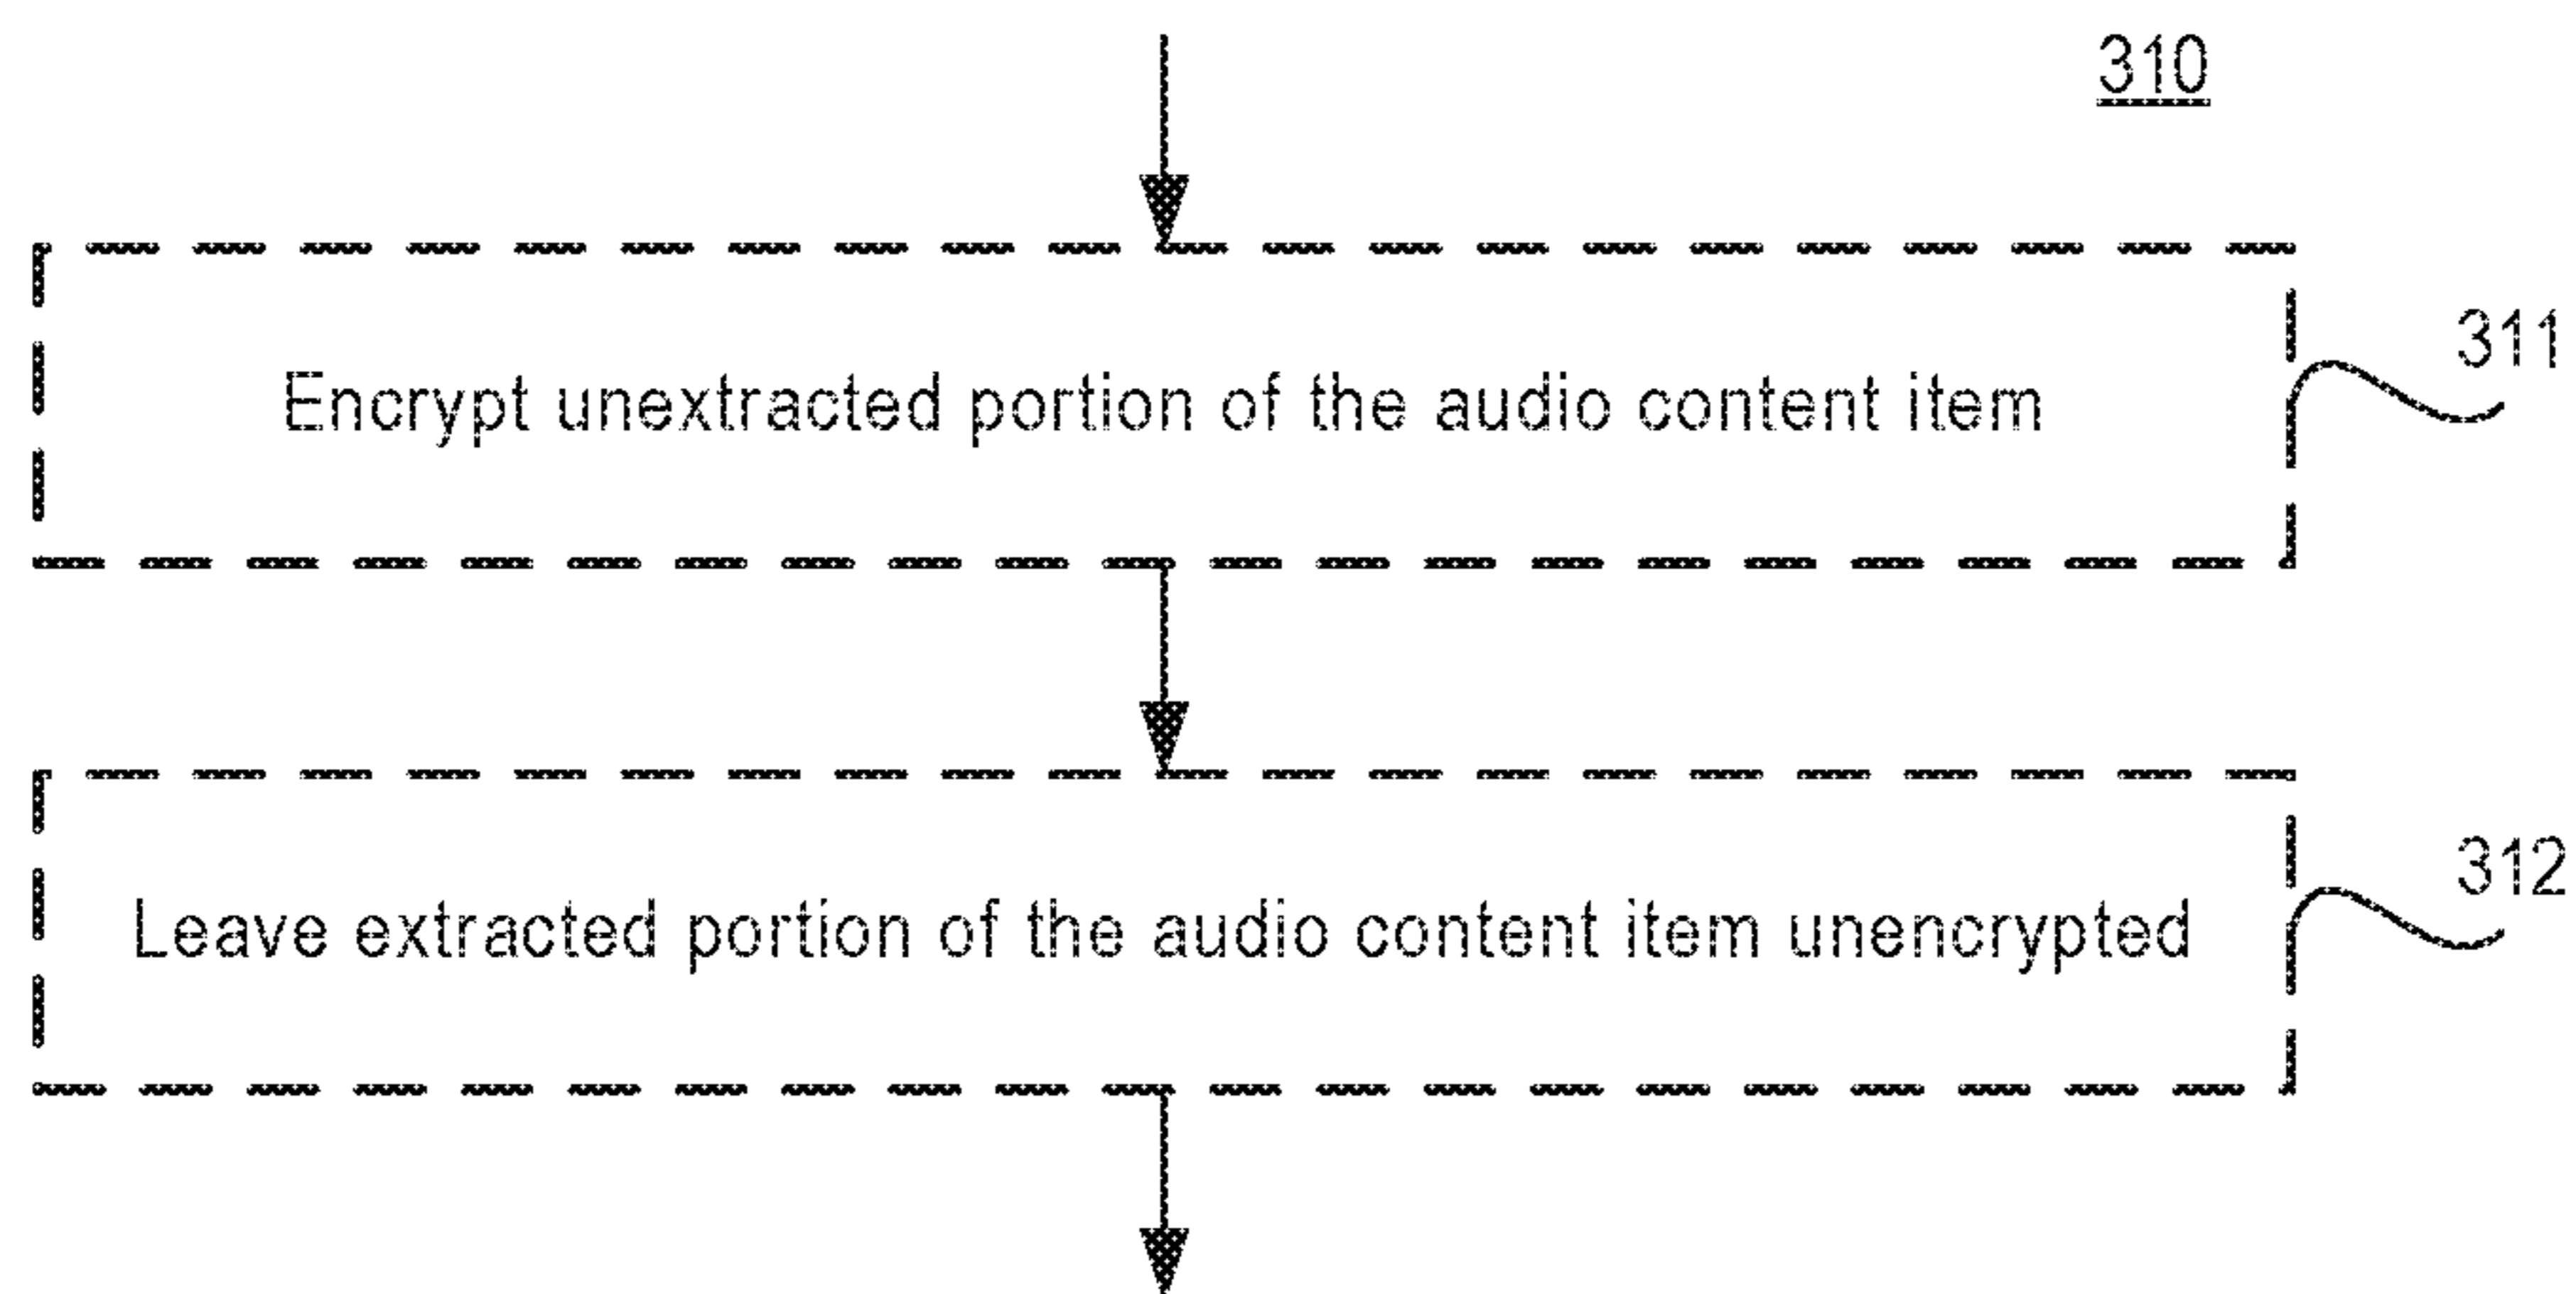 310
Encrypt unextracted portion of the audio content item
311
Leave extracted portion of the audio content item unencrypted
312